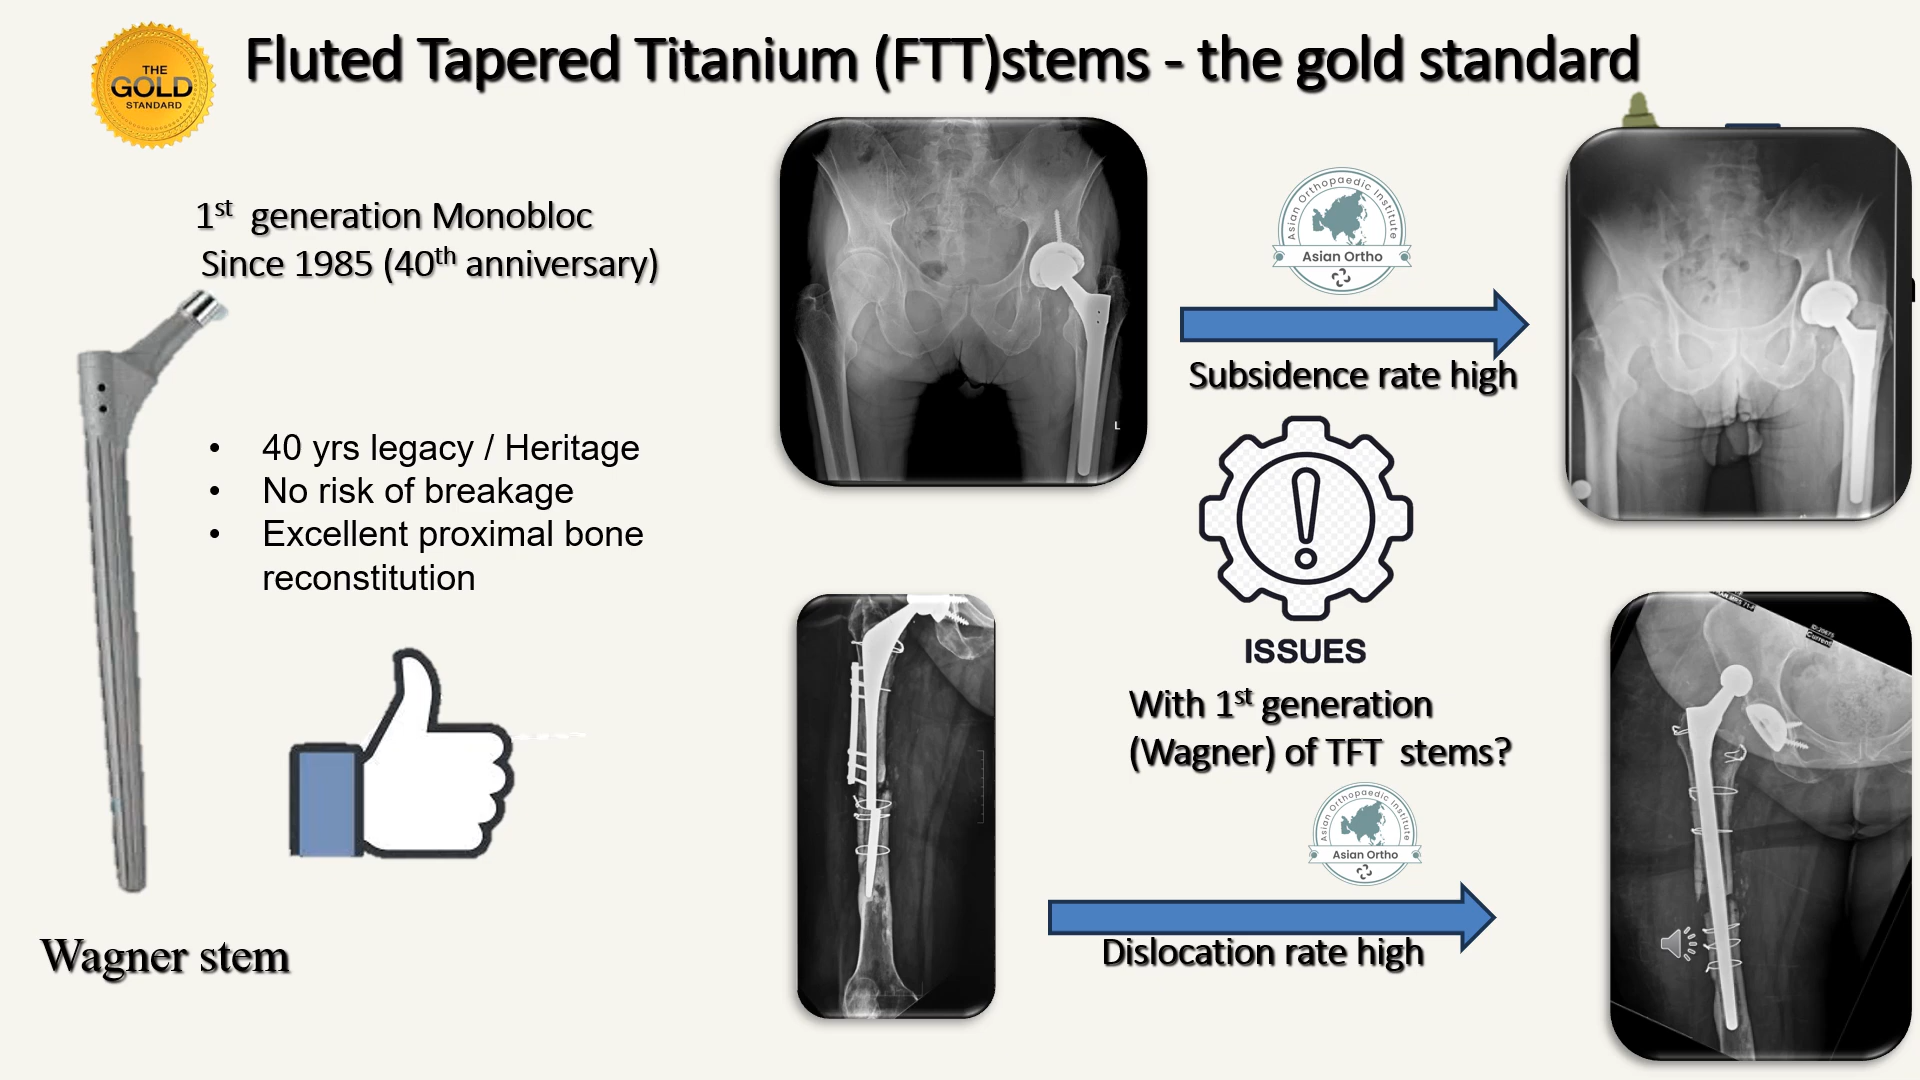 THE
GOLD
STANDARD
Fluted Tapered Titanium (FTT)stems - the gold standard
1st generation Monobloc
Since 1985 (40th anniversary)
• 40 yrs legacy / Heritage
• No risk of breakage
• Excellent proximal bone
reconstitution
Wagner stem
L
Asian Orthopaedic Institute
Asian Ortho
Subsidence rate high
ISSUES
With 1st generation
(Wagner) of TFT stems?
Asian Orthopaedic Institute
Asian Ortho
Dislocation rate high
Current